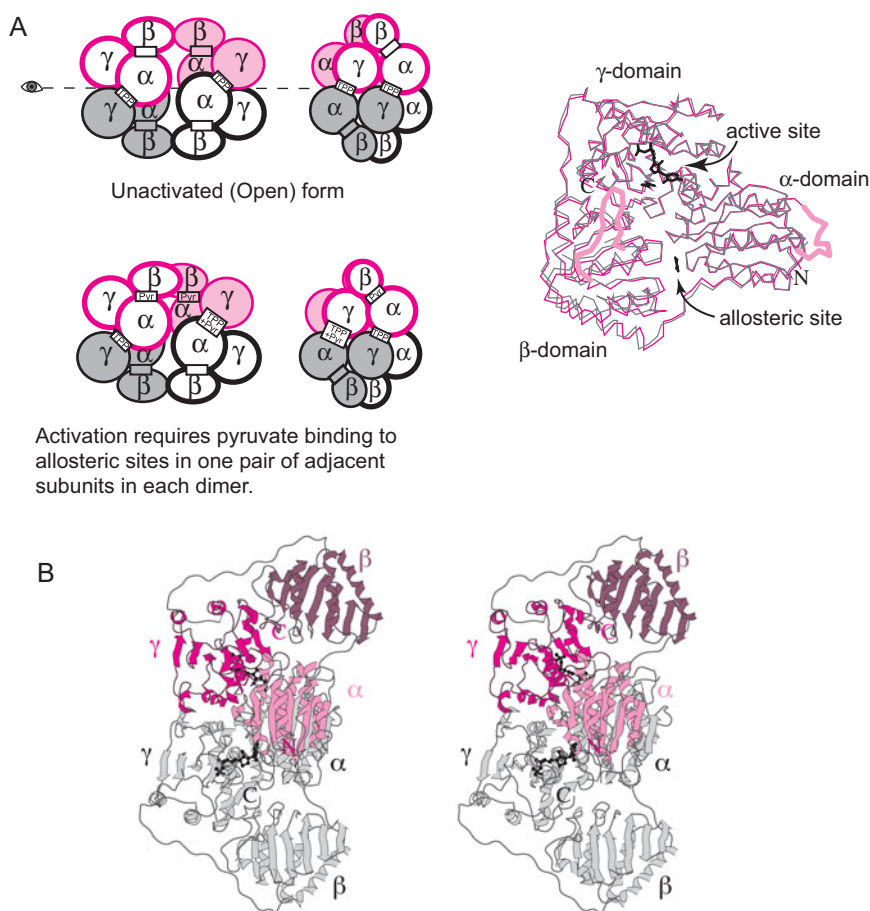 A
β β
γ α γ
α
TPP TPP
γ α α γ
β β
β β
α γ α
TPP TPP
α γ α
β β
Unactivated (Open) form
β β
Pyr Pyr
γ α γ
α
TPP TPP +Pyr
γ α α γ
β β
β
Pyr
γ α
TPP +Pyr TPP
α γ α
β β
Activation requires pyruvate binding to
allosteric sites in one pair of adjacent
subunits in each dimer.
γ-domain
active site
α-domain
C
N
allosteric site
β-domain
B
β β
γ C γ C
α α
γ N α γ N α
C C
β β